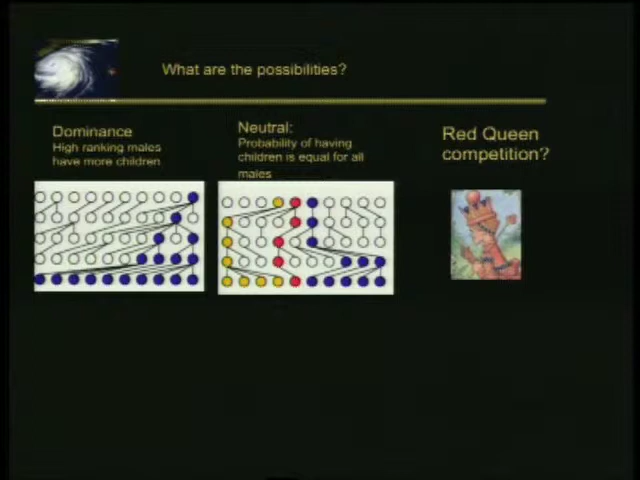 What are the possibilities?
Dominance
High ranking males
have more children
Neutral:
Probability of having
children is equal for all
males
Red Queen
competition?